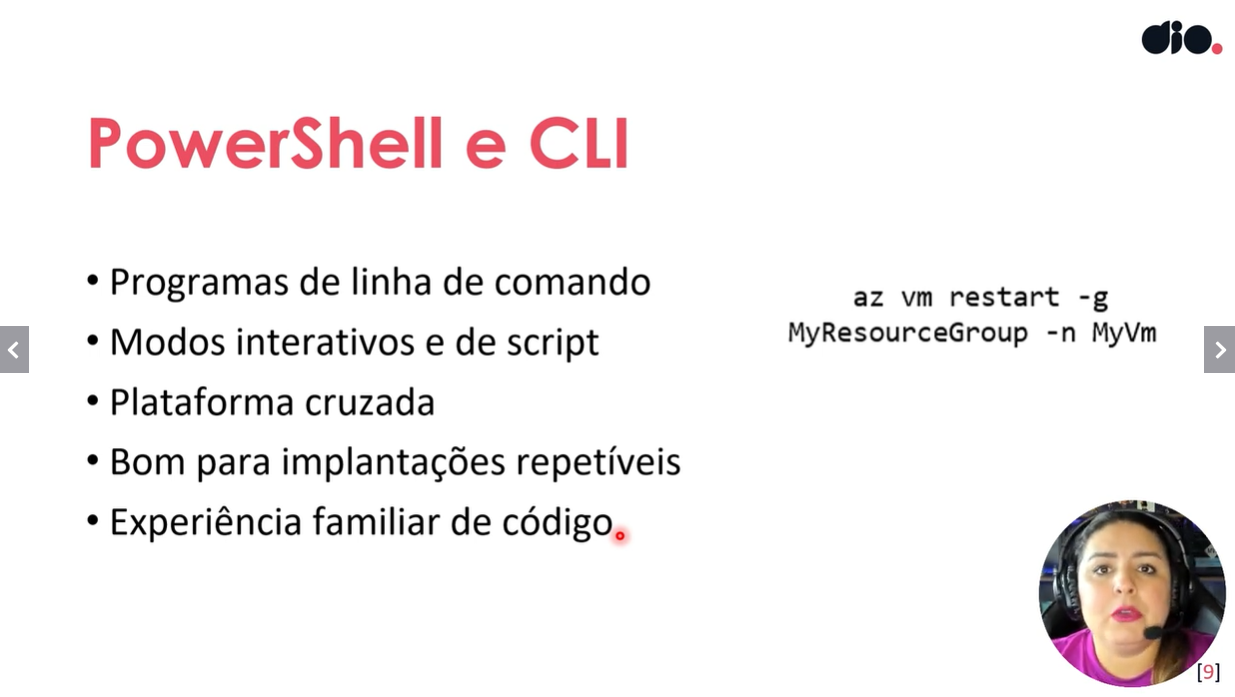 dio.
PowerShell e CLI
• Programas de linha de comando
• Modos interativos e de script
• Plataforma cruzada
• Bom para implantações repetíveis
• Experiência familiar de código
az vm restart -g
MyResourceGroup -n MyVm
[9]